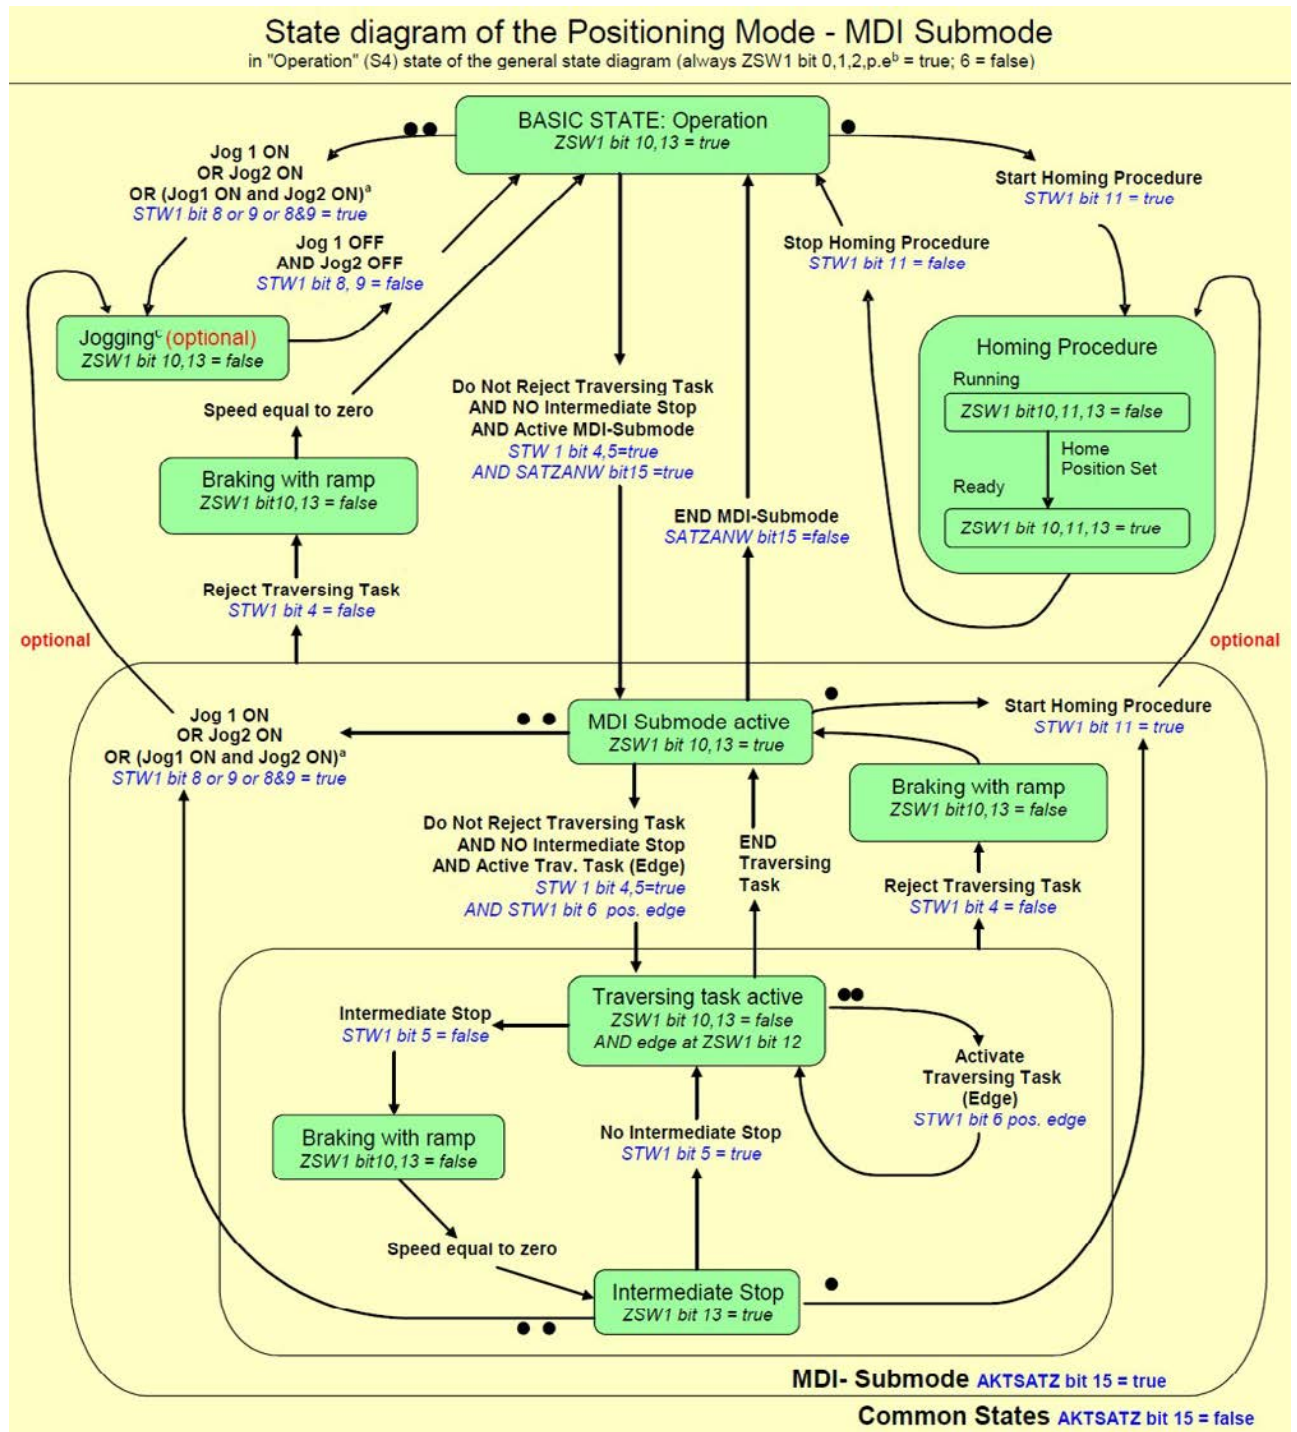 State diagram of the Positioning Mode - MDI Submode
in "Operation" (S4) state of the general state diagram (always ZSW1 bit 0,1,2,p.eᵇ = true; 6 = false)
BASIC STATE: Operation
ZSW1 bit 10,13 = true
Jog 1 ON
OR Jog2 ON
OR (Jog1 ON and Jog2 ON)ᵃ
STW1 bit 8 or 9 or 8&9 = true
Start Homing Procedure
STW1 bit 11 = true
Jog 1 OFF
AND Jog2 OFF
STW1 bit 8, 9 = false
Stop Homing Procedure
STW1 bit 11 = false
Joggingᶜ (optional)
ZSW1 bit 10,13 = false
Homing Procedure
Running
ZSW1 bit10,11,13 = false
Home
Position Set
Ready
ZSW1 bit 10,11,13 = true
Speed equal to zero
Do Not Reject Traversing Task
AND NO Intermediate Stop
AND Active MDI-Submode
STW 1 bit 4,5=true
AND SATZANW bit15 =true
Braking with ramp
ZSW1 bit10,13 = false
END MDI-Submode
SATZANW bit15 =false
Reject Traversing Task
STW1 bit 4 = false
optional
optional
Jog 1 ON
OR Jog2 ON
OR (Jog1 ON and Jog2 ON)ᵃ
STW1 bit 8 or 9 or 8&9 = true
MDI Submode active
ZSW1 bit 10,13 = true
Start Homing Procedure
STW1 bit 11 = true
Braking with ramp
ZSW1 bit10,13 = false
Do Not Reject Traversing Task
AND NO Intermediate Stop
AND Active Trav. Task (Edge)
STW 1 bit 4,5=true
AND STW1 bit 6 pos. edge
END
Traversing
Task
Reject Traversing Task
STW1 bit 4 = false
Traversing task active
ZSW1 bit 10,13 = false
AND edge at ZSW1 bit 12
Intermediate Stop
STW1 bit 5 = false
Activate
Traversing Task
(Edge)
STW1 bit 6 pos. edge
Braking with ramp
ZSW1 bit10,13 = false
No Intermediate Stop
STW1 bit 5 = true
Speed equal to zero
Intermediate Stop
ZSW1 bit 13 = true
MDI- Submode AKTSATZ bit 15 = true
Common States AKTSATZ bit 15 = false